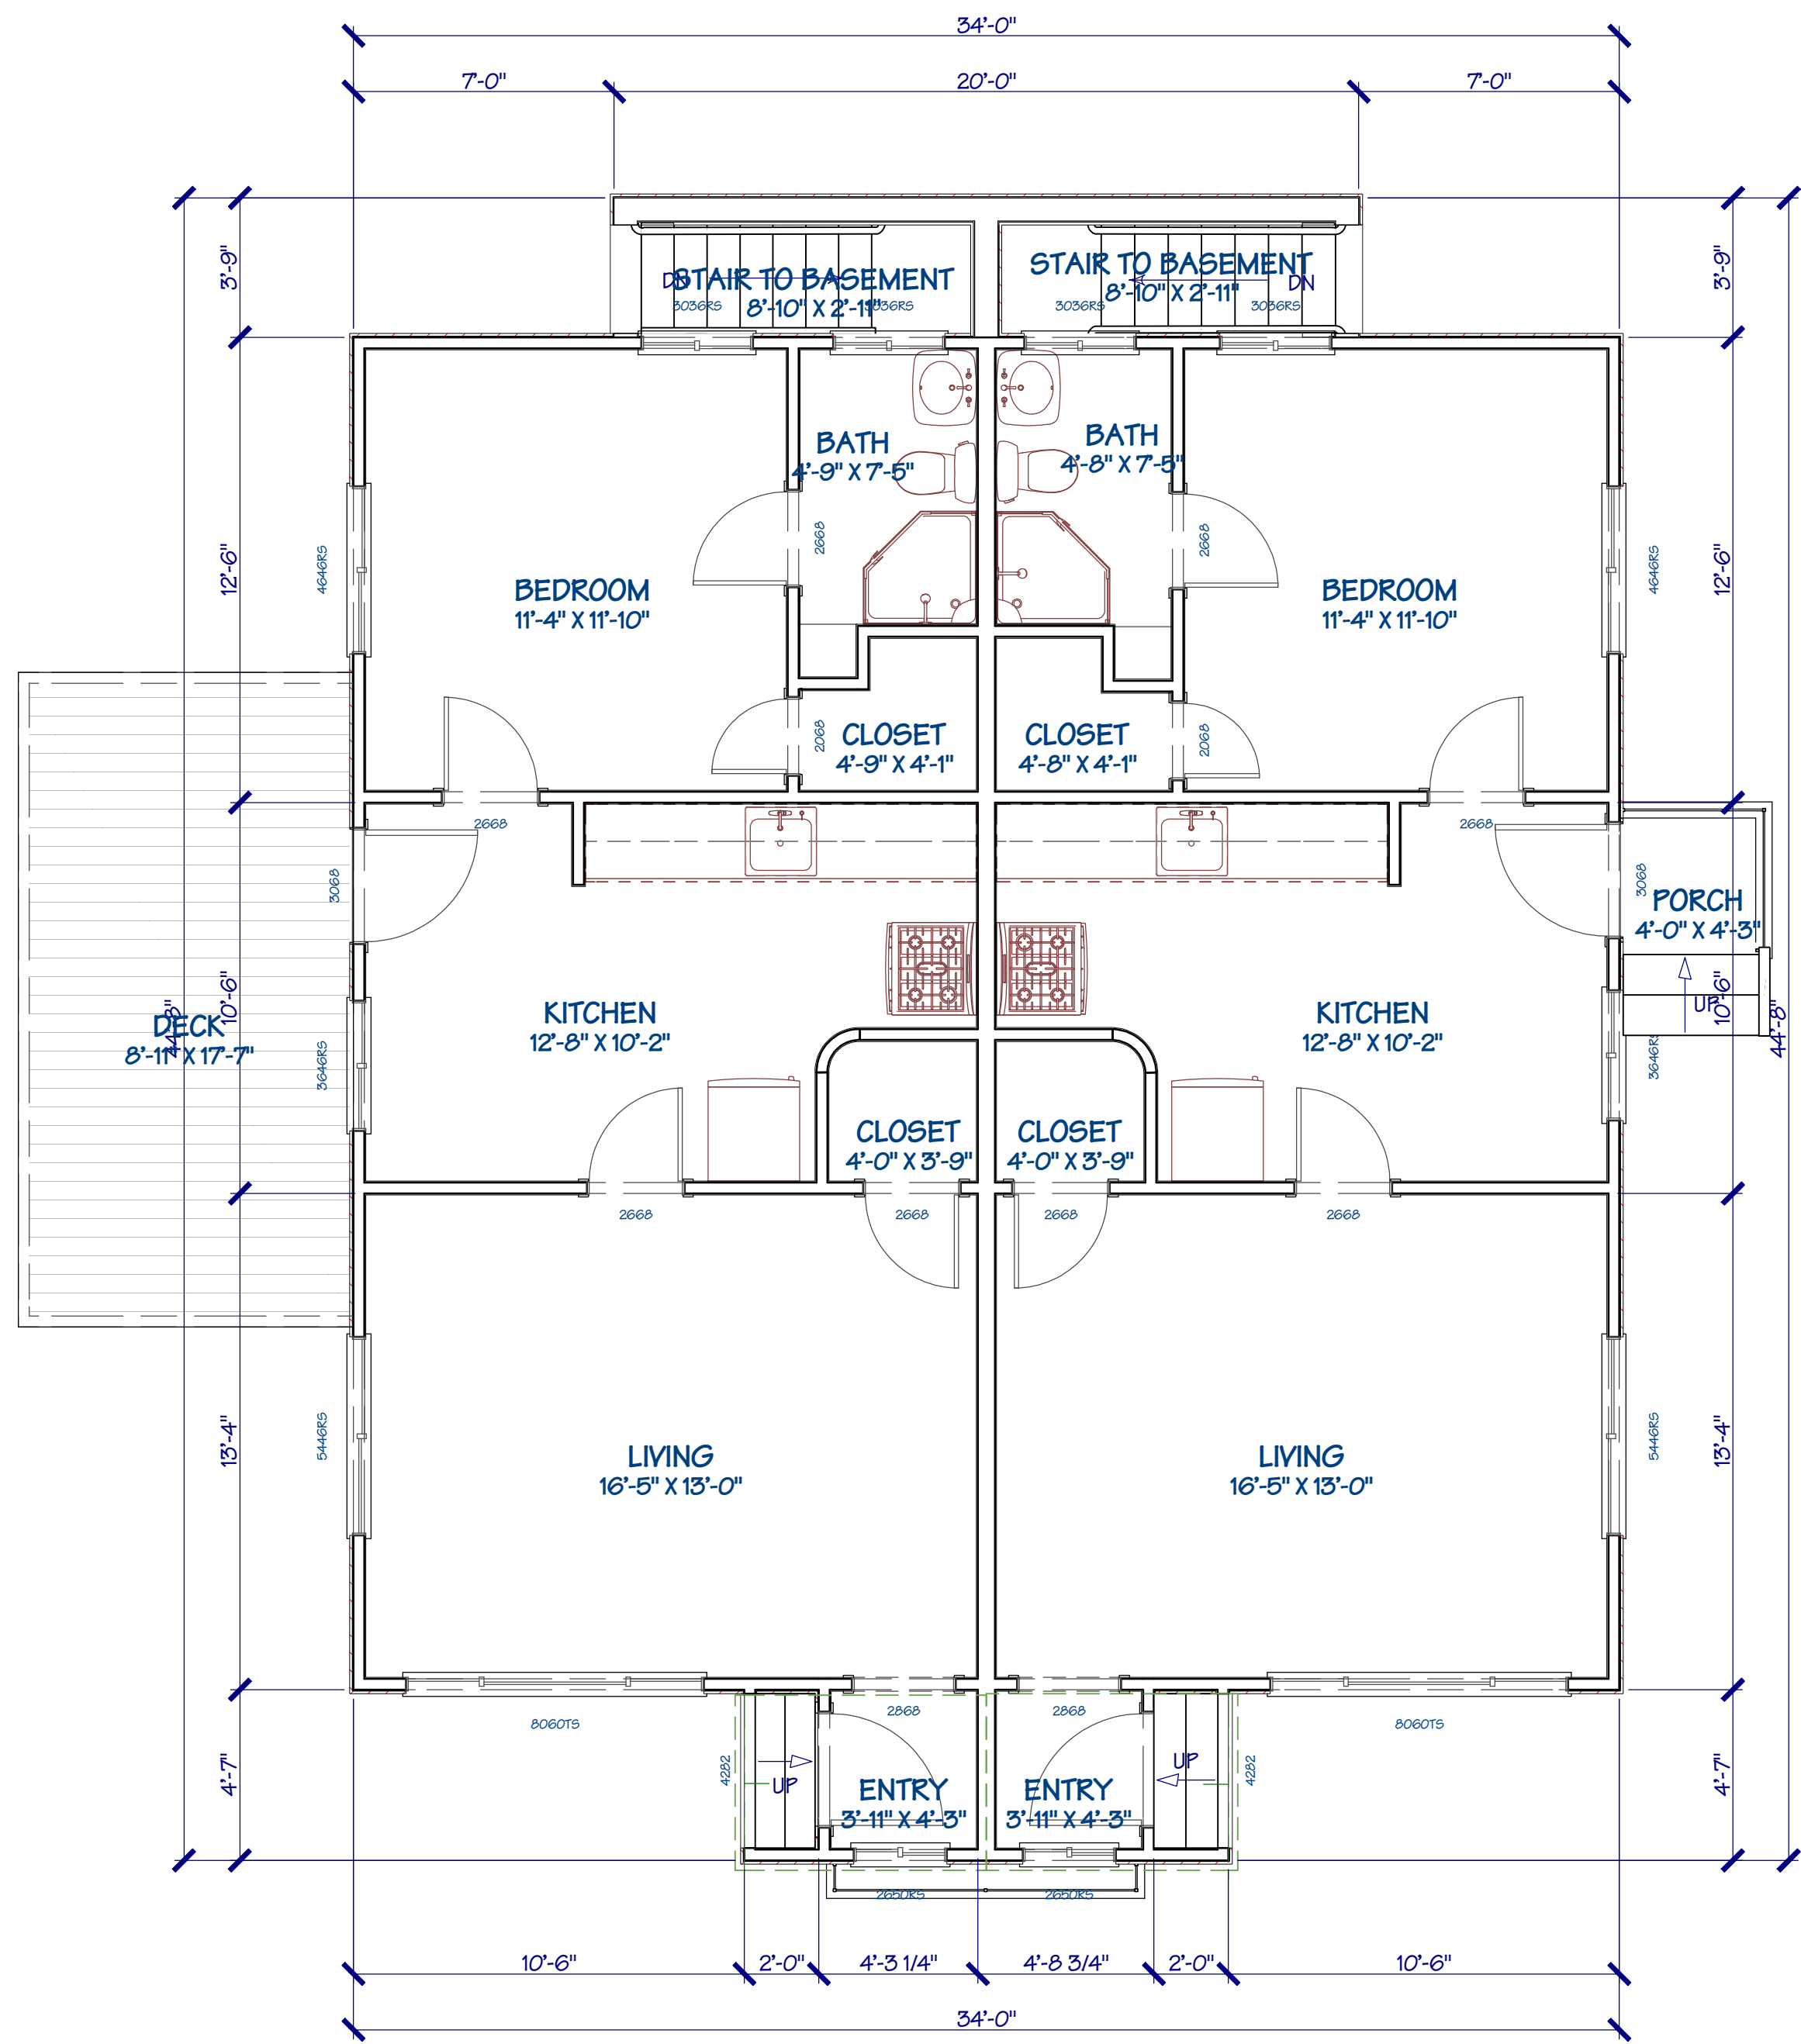 34'-0"
7'-0"
20'-0"
7'-0"
3'-9"
3'-9"
STAIR TO BASEMENT
8'-10" X 2'-11"
DN
3036RS
3036RS
STAIR TO BASEMENT
8'-10" X 2'-11"
DN
3036RS
3036RS
BATH
4'-9" X 7'-5"
BATH
4'-8" X 7'-5"
2668
2668
4646RS
12'-6"
BEDROOM
11'-4" X 11'-10"
BEDROOM
11'-4" X 11'-10"
4646RS
12'-6"
2068
CLOSET
4'-9" X 4'-1"
CLOSET
4'-8" X 4'-1"
2068
2668
2668
3068
3068
PORCH
4'-0" X 4'-3"
UP
DECK
8'-11" X 17'-7"
44'-8"
10'-6"
KITCHEN
12'-8" X 10'-2"
KITCHEN
12'-8" X 10'-2"
10'-6"
44'-8"
3646RS
3646RS
CLOSET
4'-0" X 3'-9"
CLOSET
4'-0" X 3'-9"
2668
2668
2668
2668
13'-4"
5446RS
LIVING
16'-5" X 13'-0"
LIVING
16'-5" X 13'-0"
5446RS
13'-4"
8060TS
2868
2868
8060TS
4'-7"
4282
UP
ENTRY
3'-11" X 4'-3"
ENTRY
3'-11" X 4'-3"
UP
4282
4'-7"
2650RS
2650RS
10'-6"
2'-0"
4'-3 1/4"
4'-8 3/4"
2'-0"
10'-6"
34'-0"